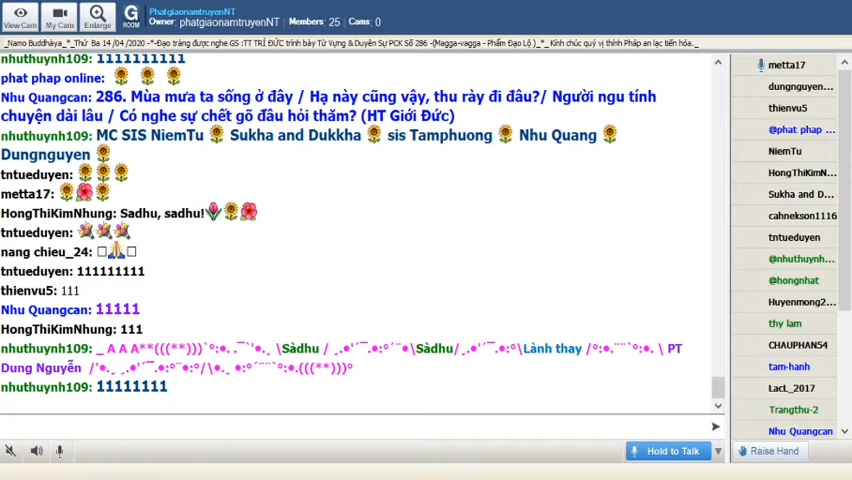 View Cam
My Cam
Enlarge
G
ROOM
PhatgiaonamtruyenNT
Owner: phatgiaonamtruyenNT Members: 25 Cams: 0
_Namo Buddhàya_*_Thứ Ba 14 /04 /2020 -*-Đạo tràng được nghe GS :TT TRÍ ĐỨC trình bày Từ Vựng & Duyên Sự PCK Số 286 -(Magga-vagga - Phẩm Đạo Lộ )_*_ Kính chúc quý vị thính Pháp an lạc tiến hóa._
nhuthuynh109: 1111111111
phat phap online:
Nhu Quangcan: 286. Mùa mưa ta sống ở đây / Hạ này cũng vậy, thu rày đi đâu?/ Người ngu tính
chuyện dài lâu / Có nghe sự chết gõ đầu hỏi thăm? (HT Giới Đức)
nhuthuynh109: MC SIS NiemTu Sukha and Dukkha sis Tamphuong Nhu Quang
Dungnguyen
tntueduyen:
metta17:
HongThiKimNhung: Sadhu, sadhu!
tntueduyen:
nang chieu_24:
tntueduyen: 111111111
thienvu5: 111
Nhu Quangcan: 11111
HongThiKimNhung: 111
nhuthuynh109: _ A A A**(((**)))`°:•. .¯`'•.¸ \Sàdhu / ¸.•'´¯.•:°´¨`•\Sàdhu/¸.•:°\Lành thay /°:•.¨¨`°:•. \ PT
Dung Nguyễn /'•.¸ ¸.•'´¯.•:°¨•:°/\•.¸ •:°´¨¨`°:•.(((**)))°
nhuthuynh109: 11111111
Hold to Talk
metta17
dungnguyen...
thienvu5
@phat phap ...
NiemTu
HongThiKimN...
Sukha and D...
cahnekson1116
tntueduyen
@nhuthuynh...
@hongnhat
Huyenmong2...
thy lam
CHAUPHAN54
tam-hanh
LacL_2017
Trangthu-2
Nhu Quangcan
Raise Hand